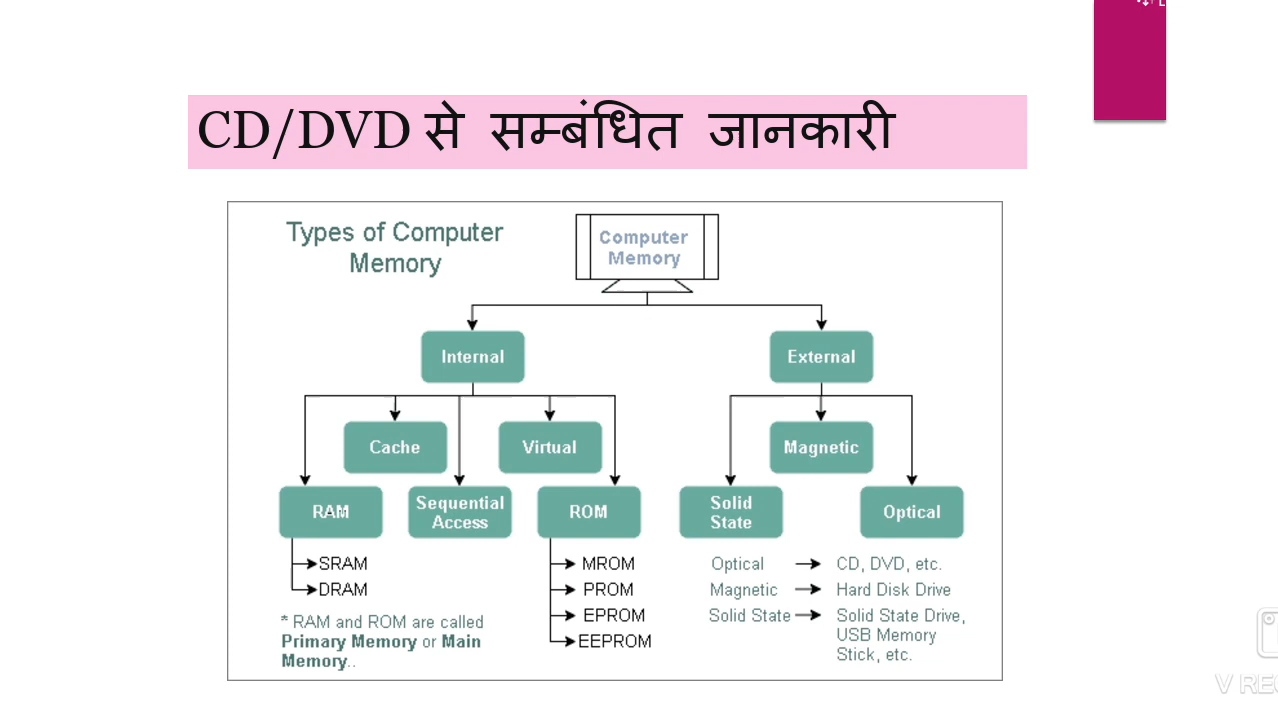 CD/DVD से सम्बंधित जानकारी
Types of Computer
Memory
Computer
Memory
Internal
External
Cache
Virtual
Magnetic
RAM
Sequential
Access
ROM
Solid
State
Optical
SRAM
DRAM
MROM
PROM
EPROM
EEPROM
Optical CD, DVD, etc.
Magnetic Hard Disk Drive
Solid State Solid State Drive,
USB Memory
Stick, etc.
* RAM and ROM are called
Primary Memory or Main
Memory..